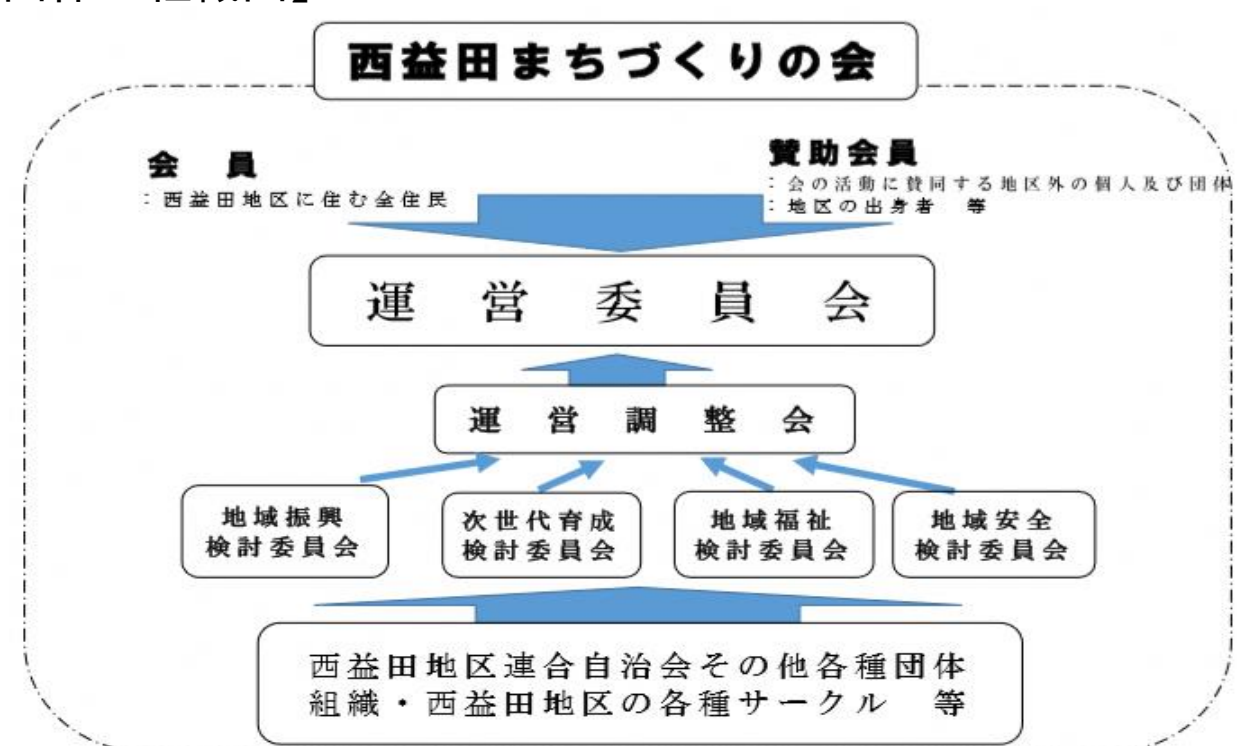 西益田まちづくりの会
会 員
：西益田地区に住む全住民
賛助会員
：会の活動に賛同する地区外の個人及び団体
：地区の出身者 等
運営委員会
運営調整会
地域振興
検討委員会
次世代育成
検討委員会
地域福祉
検討委員会
地域安全
検討委員会
西益田地区連合自治会その他各種団体
組織・西益田地区の各種サークル 等